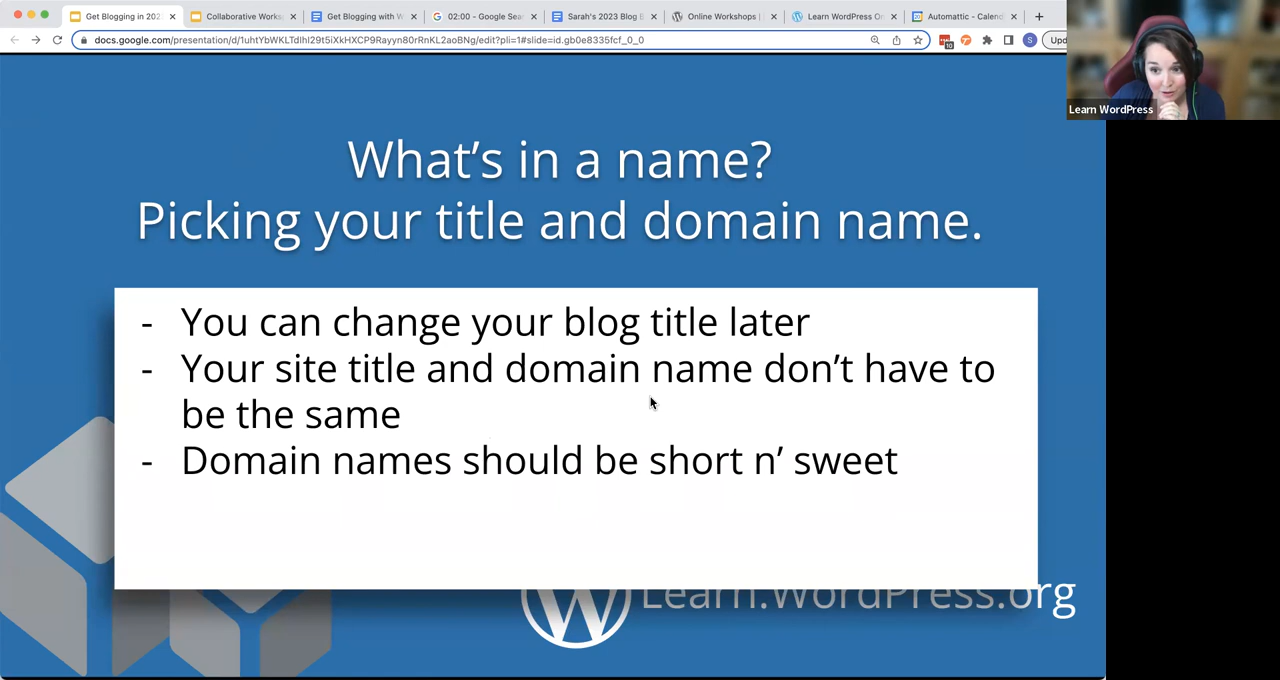 Get Blogging in 202
Collaborative Works
Get Blogging with W
02:00 - Google Sea
Sarah's 2023 Blog B
Online Workshops |
Learn WordPress On
Automattic - Calend
docs.google.com/presentation/d/1uhtYbWKLTdIhI29t5iXkHXCP9Rayyn80rRnKL2aoBNg/edit?pli=1#slide=id.gb0e8335fcf_0_0
10
S
Upd
Learn WordPress
What's in a name?
Picking your title and domain name.
- You can change your blog title later
- Your site title and domain name don't have to
be the same
- Domain names should be short n' sweet
Learn.WordPress.org